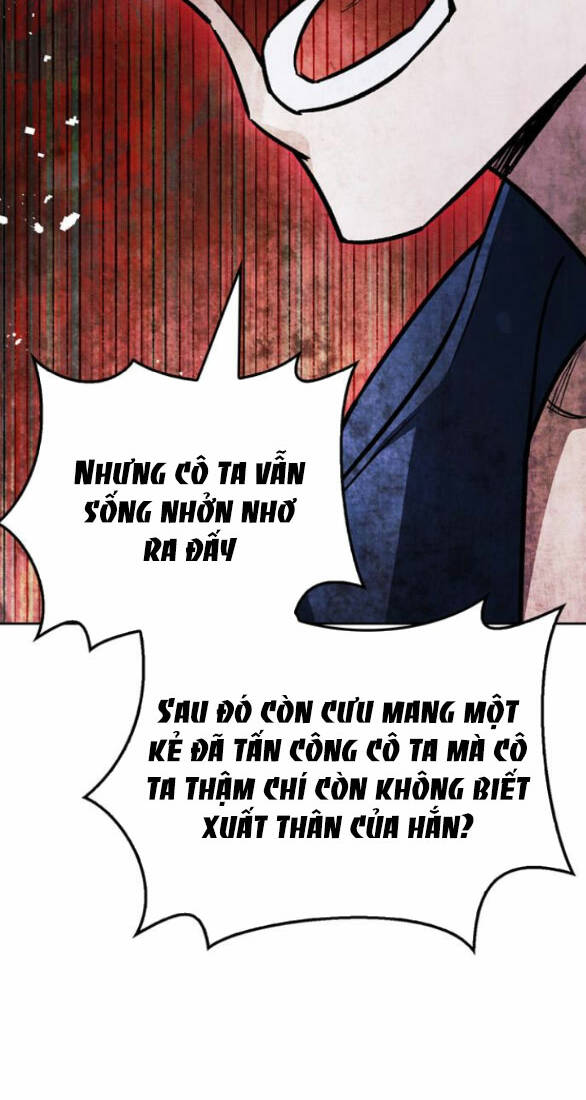 NHƯNG CÔ TA VẪN
SỐNG NHỞN NHƠ
RA ĐẤY
SAU ĐÓ CÒN CƯU MANG MỘT
KẺ ĐÃ TẤN CÔNG CÔ TA MÀ CÔ
TA THẬM CHÍ CÒN KHÔNG BIẾT
XUẤT THÂN CỦA HẮN?